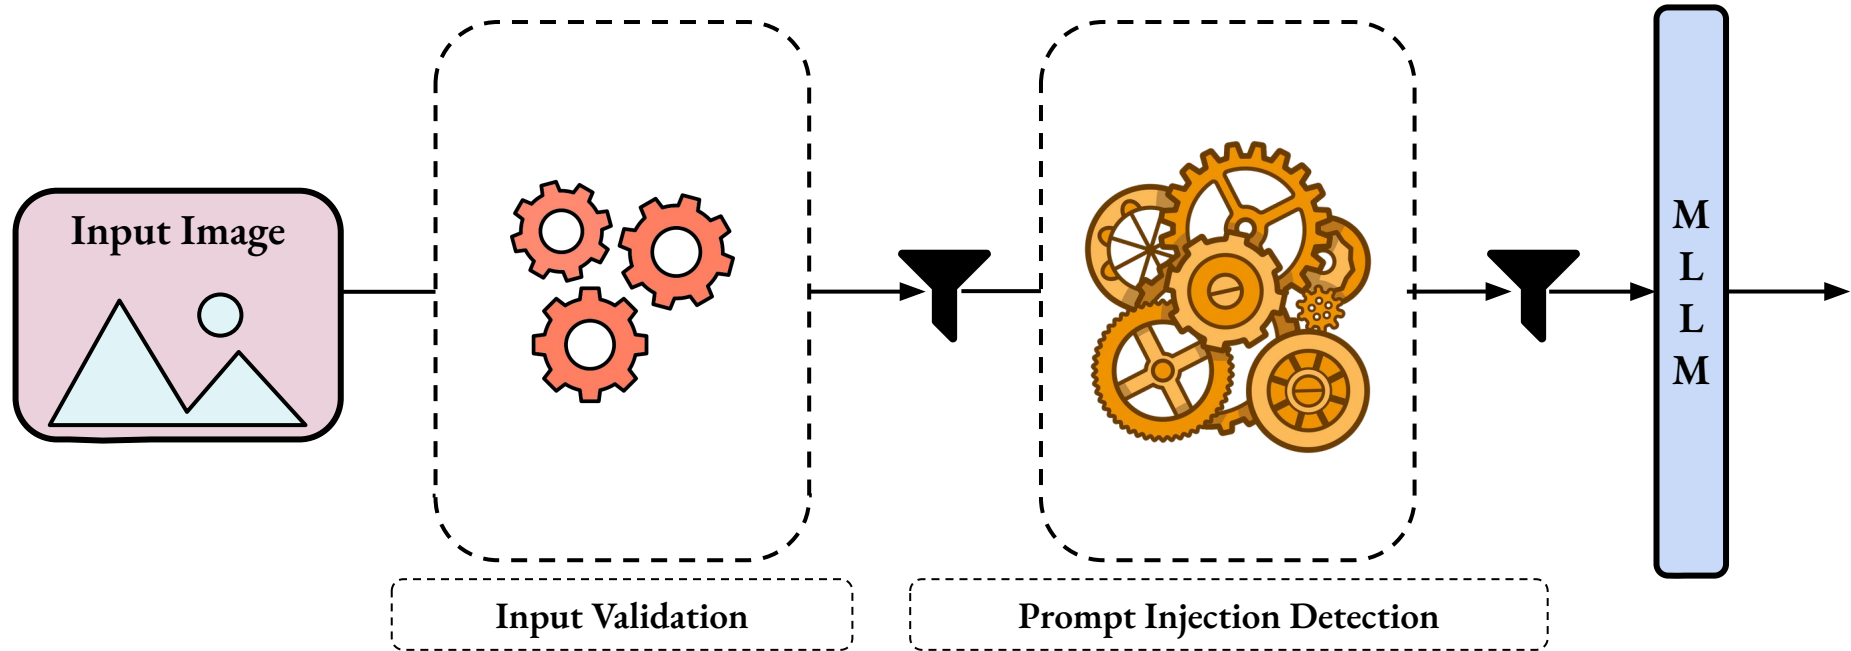 Input Image
M
L
L
M
Input Validation
Prompt Injection Detection